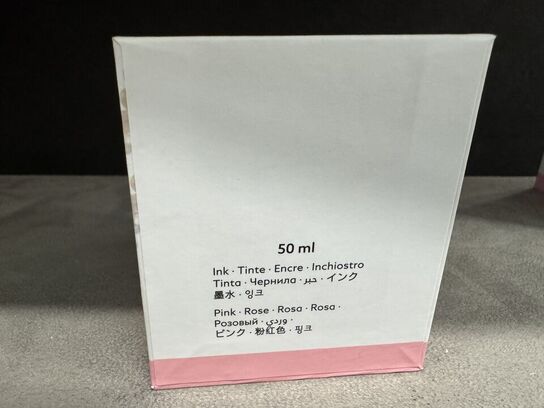 50 ml
Ink · Tinte · Encre · Inchiostro
Tinta · Чернила · حبر · インク
墨水 · 잉크
Pink · Rose · Rosa · Rosa ·
Розовый · وردي ·
ピンク · 粉紅色 · 핑크